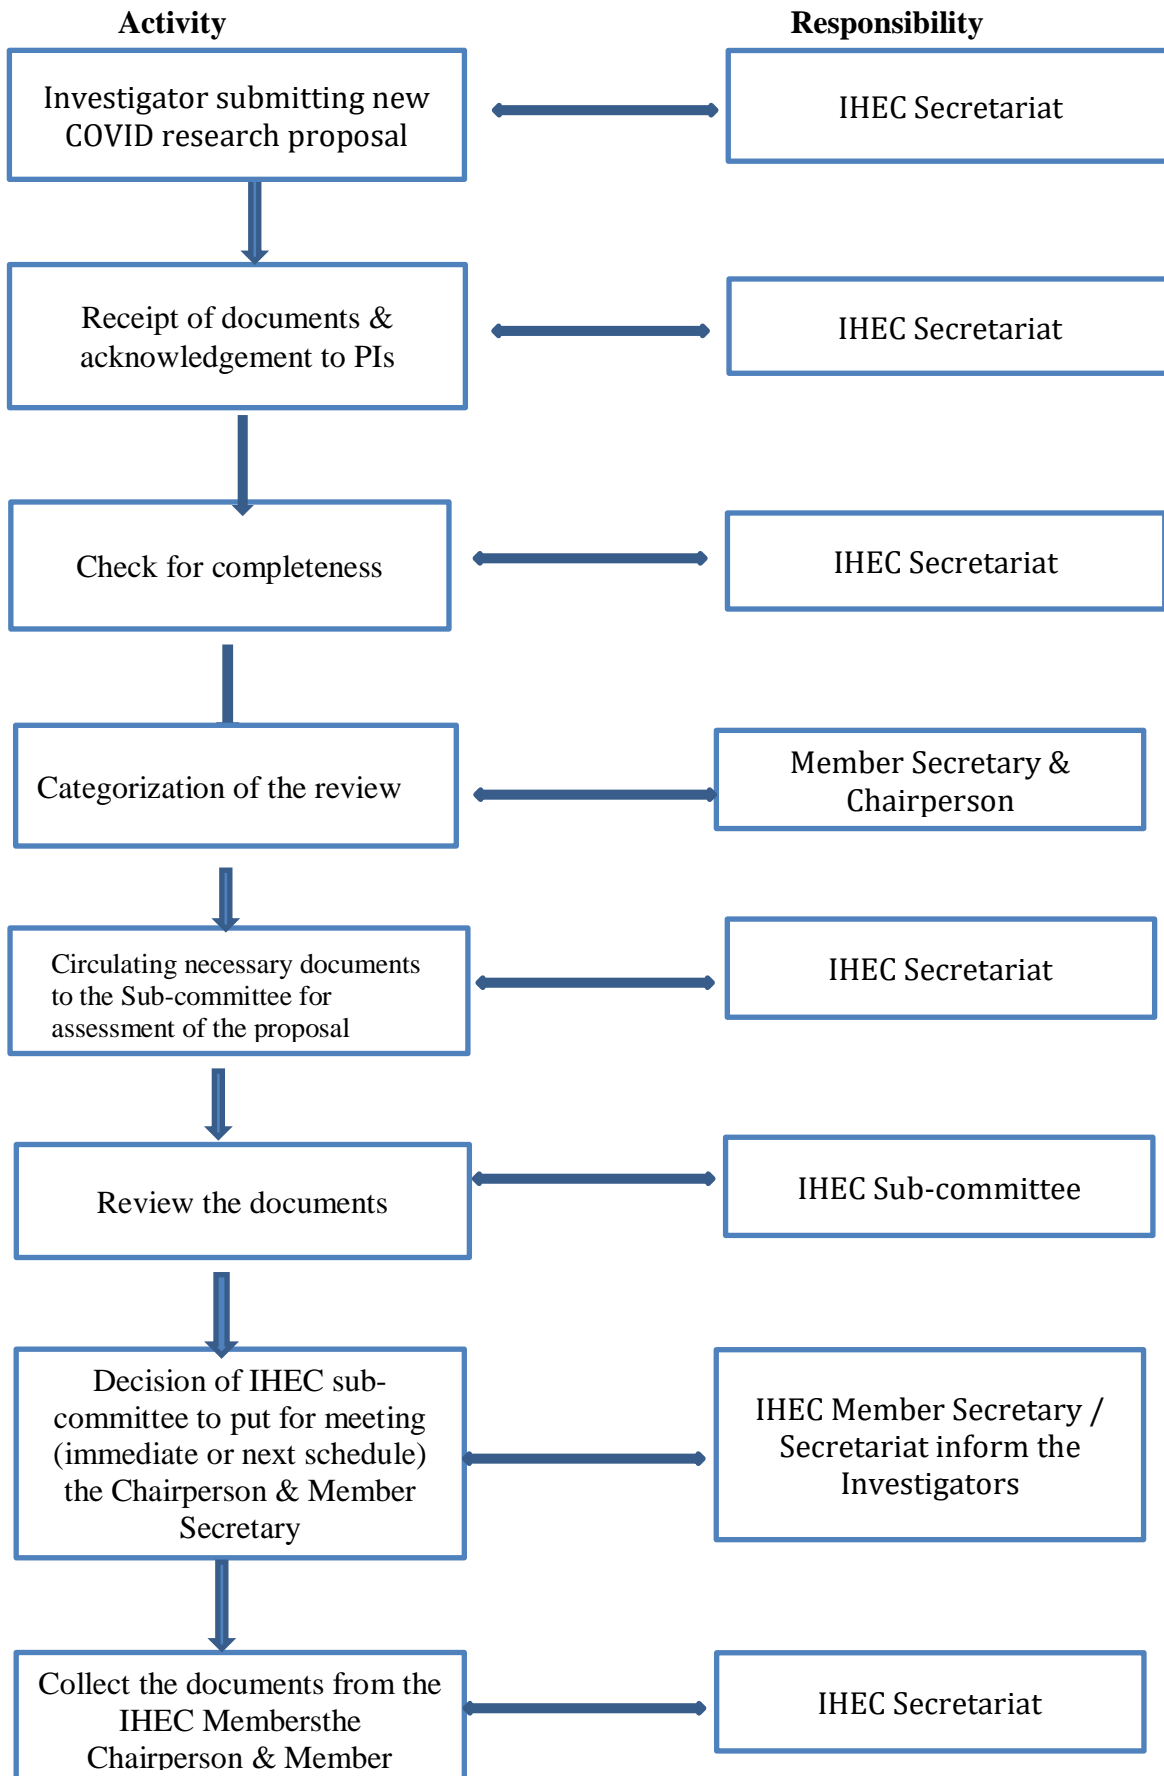 Activity
Responsibility
Investigator submitting new
COVID research proposal
IHEC Secretariat
Receipt of documents &
acknowledgement to PIs
IHEC Secretariat
Check for completeness
IHEC Secretariat
Categorization of the review
Member Secretary &
Chairperson
Circulating necessary documents
to the Sub-committee for
assessment of the proposal
IHEC Secretariat
Review the documents
IHEC Sub-committee
Decision of IHEC sub-
committee to put for meeting
(immediate or next schedule)
the Chairperson & Member
Secretary
IHEC Member Secretary /
Secretariat inform the
Investigators
Collect the documents from the
IHEC Membersthe
Chairperson & Member
IHEC Secretariat